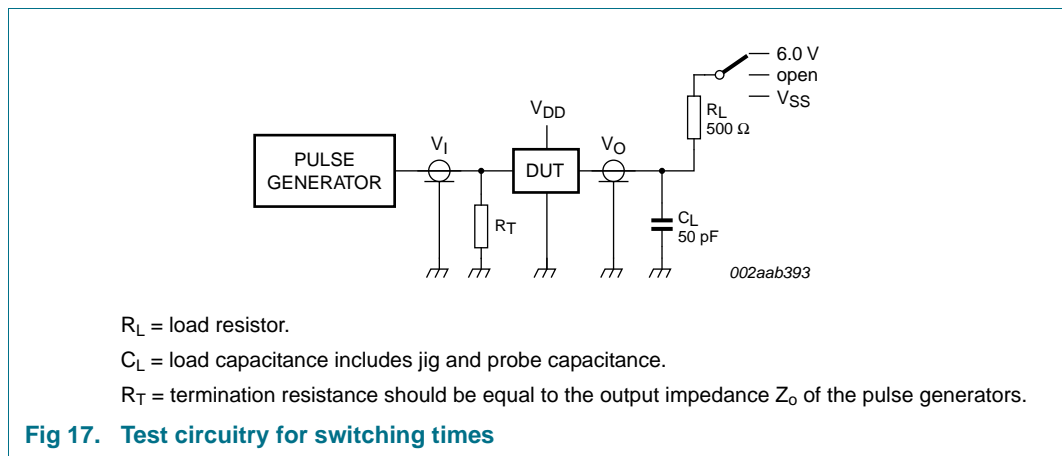 6.0 V
open
VSS
RL
500 Ω
VDD
VI
VO
PULSE
GENERATOR
DUT
RT
CL
50 pF
002aab393
RL = load resistor.
CL = load capacitance includes jig and probe capacitance.
RT = termination resistance should be equal to the output impedance Zo of the pulse generators.
Fig 17. Test circuitry for switching times